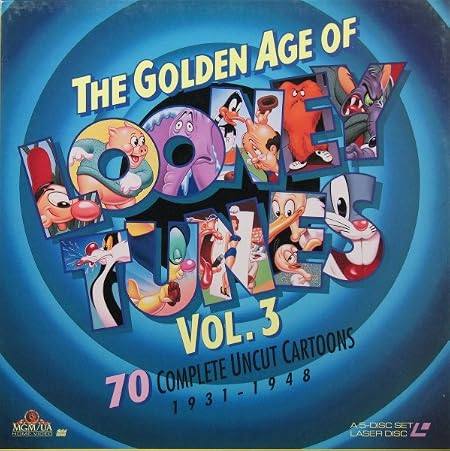 THE GOLDEN AGE OF
LOONEY
TUNES
VOL. 3
70 COMPLETE UNCUT CARTOONS
1931-1948
MGM/UA
HOME VIDEO
A 5-DISC SET
LASER DISC